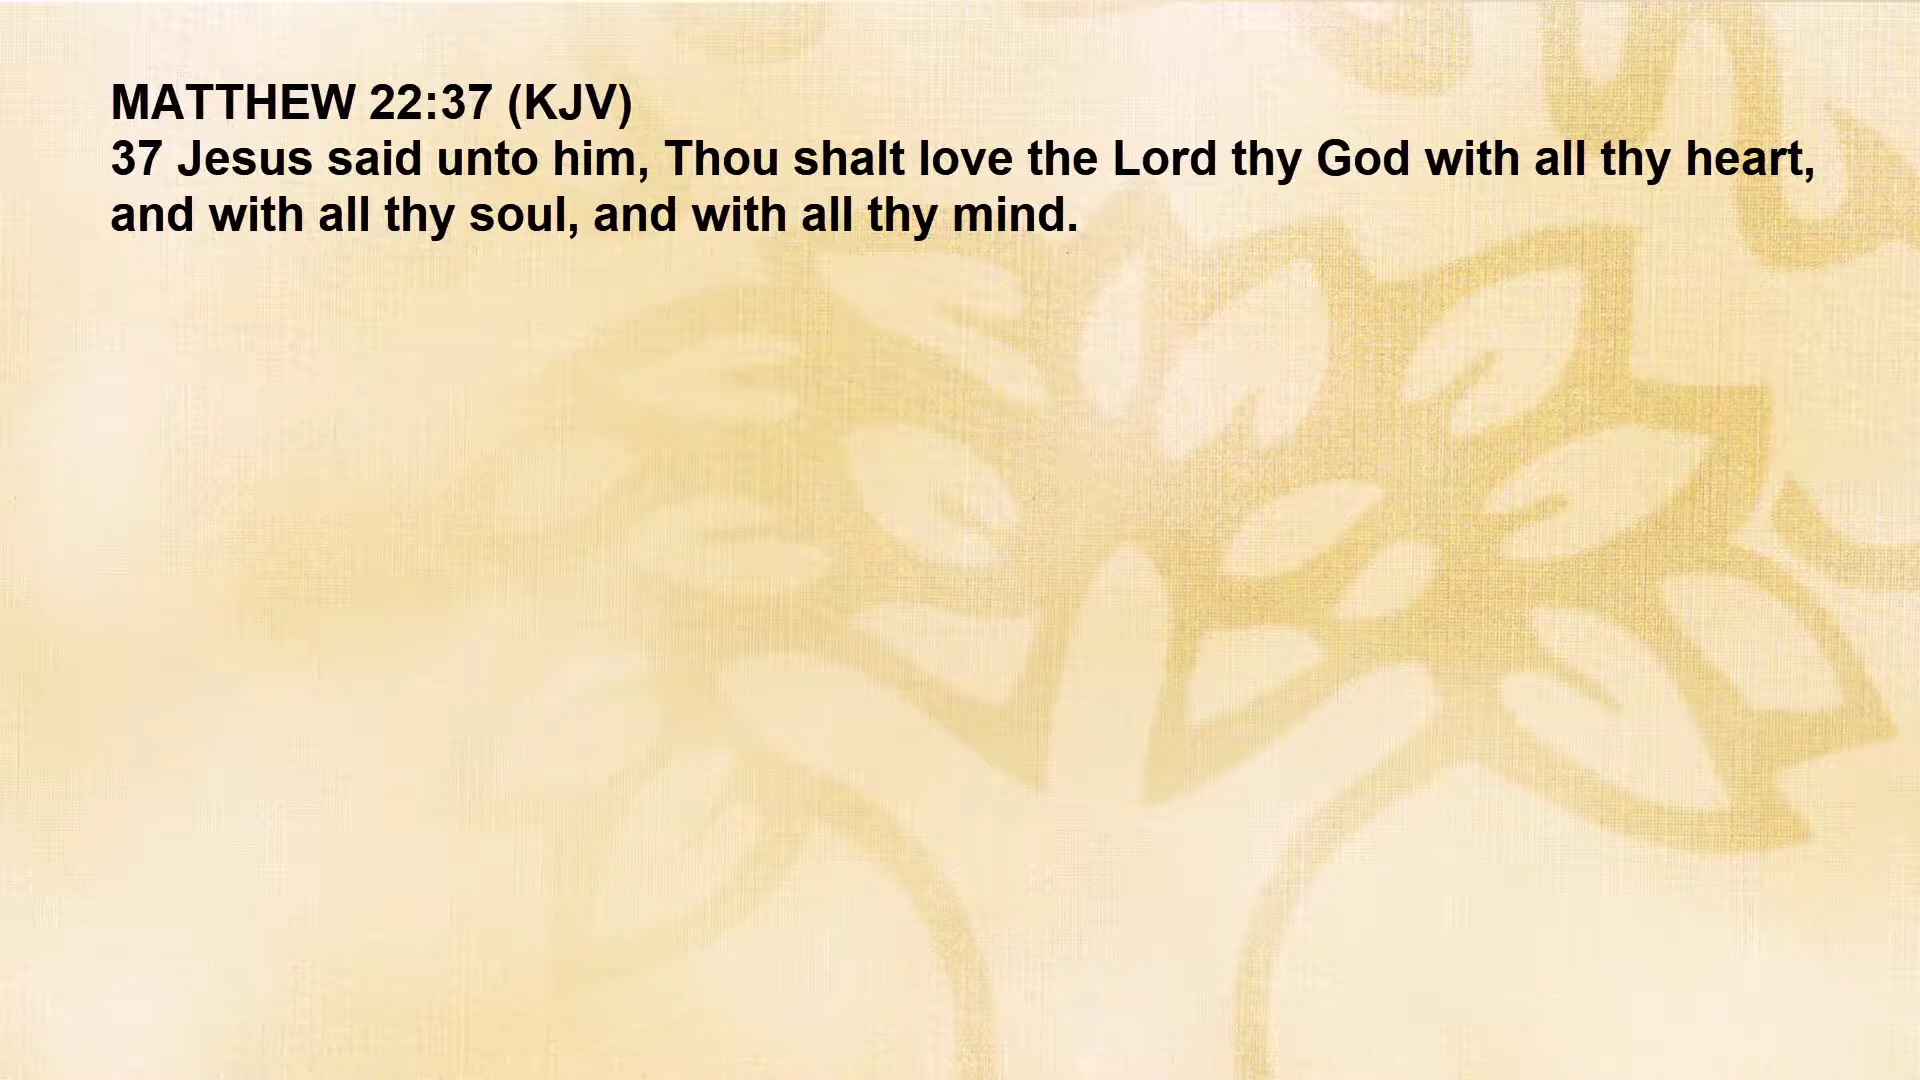 MATTHEW 22:37 (KJV)
37 Jesus said unto him, Thou shalt love the Lord thy God with all thy heart,
and with all thy soul, and with all thy mind.